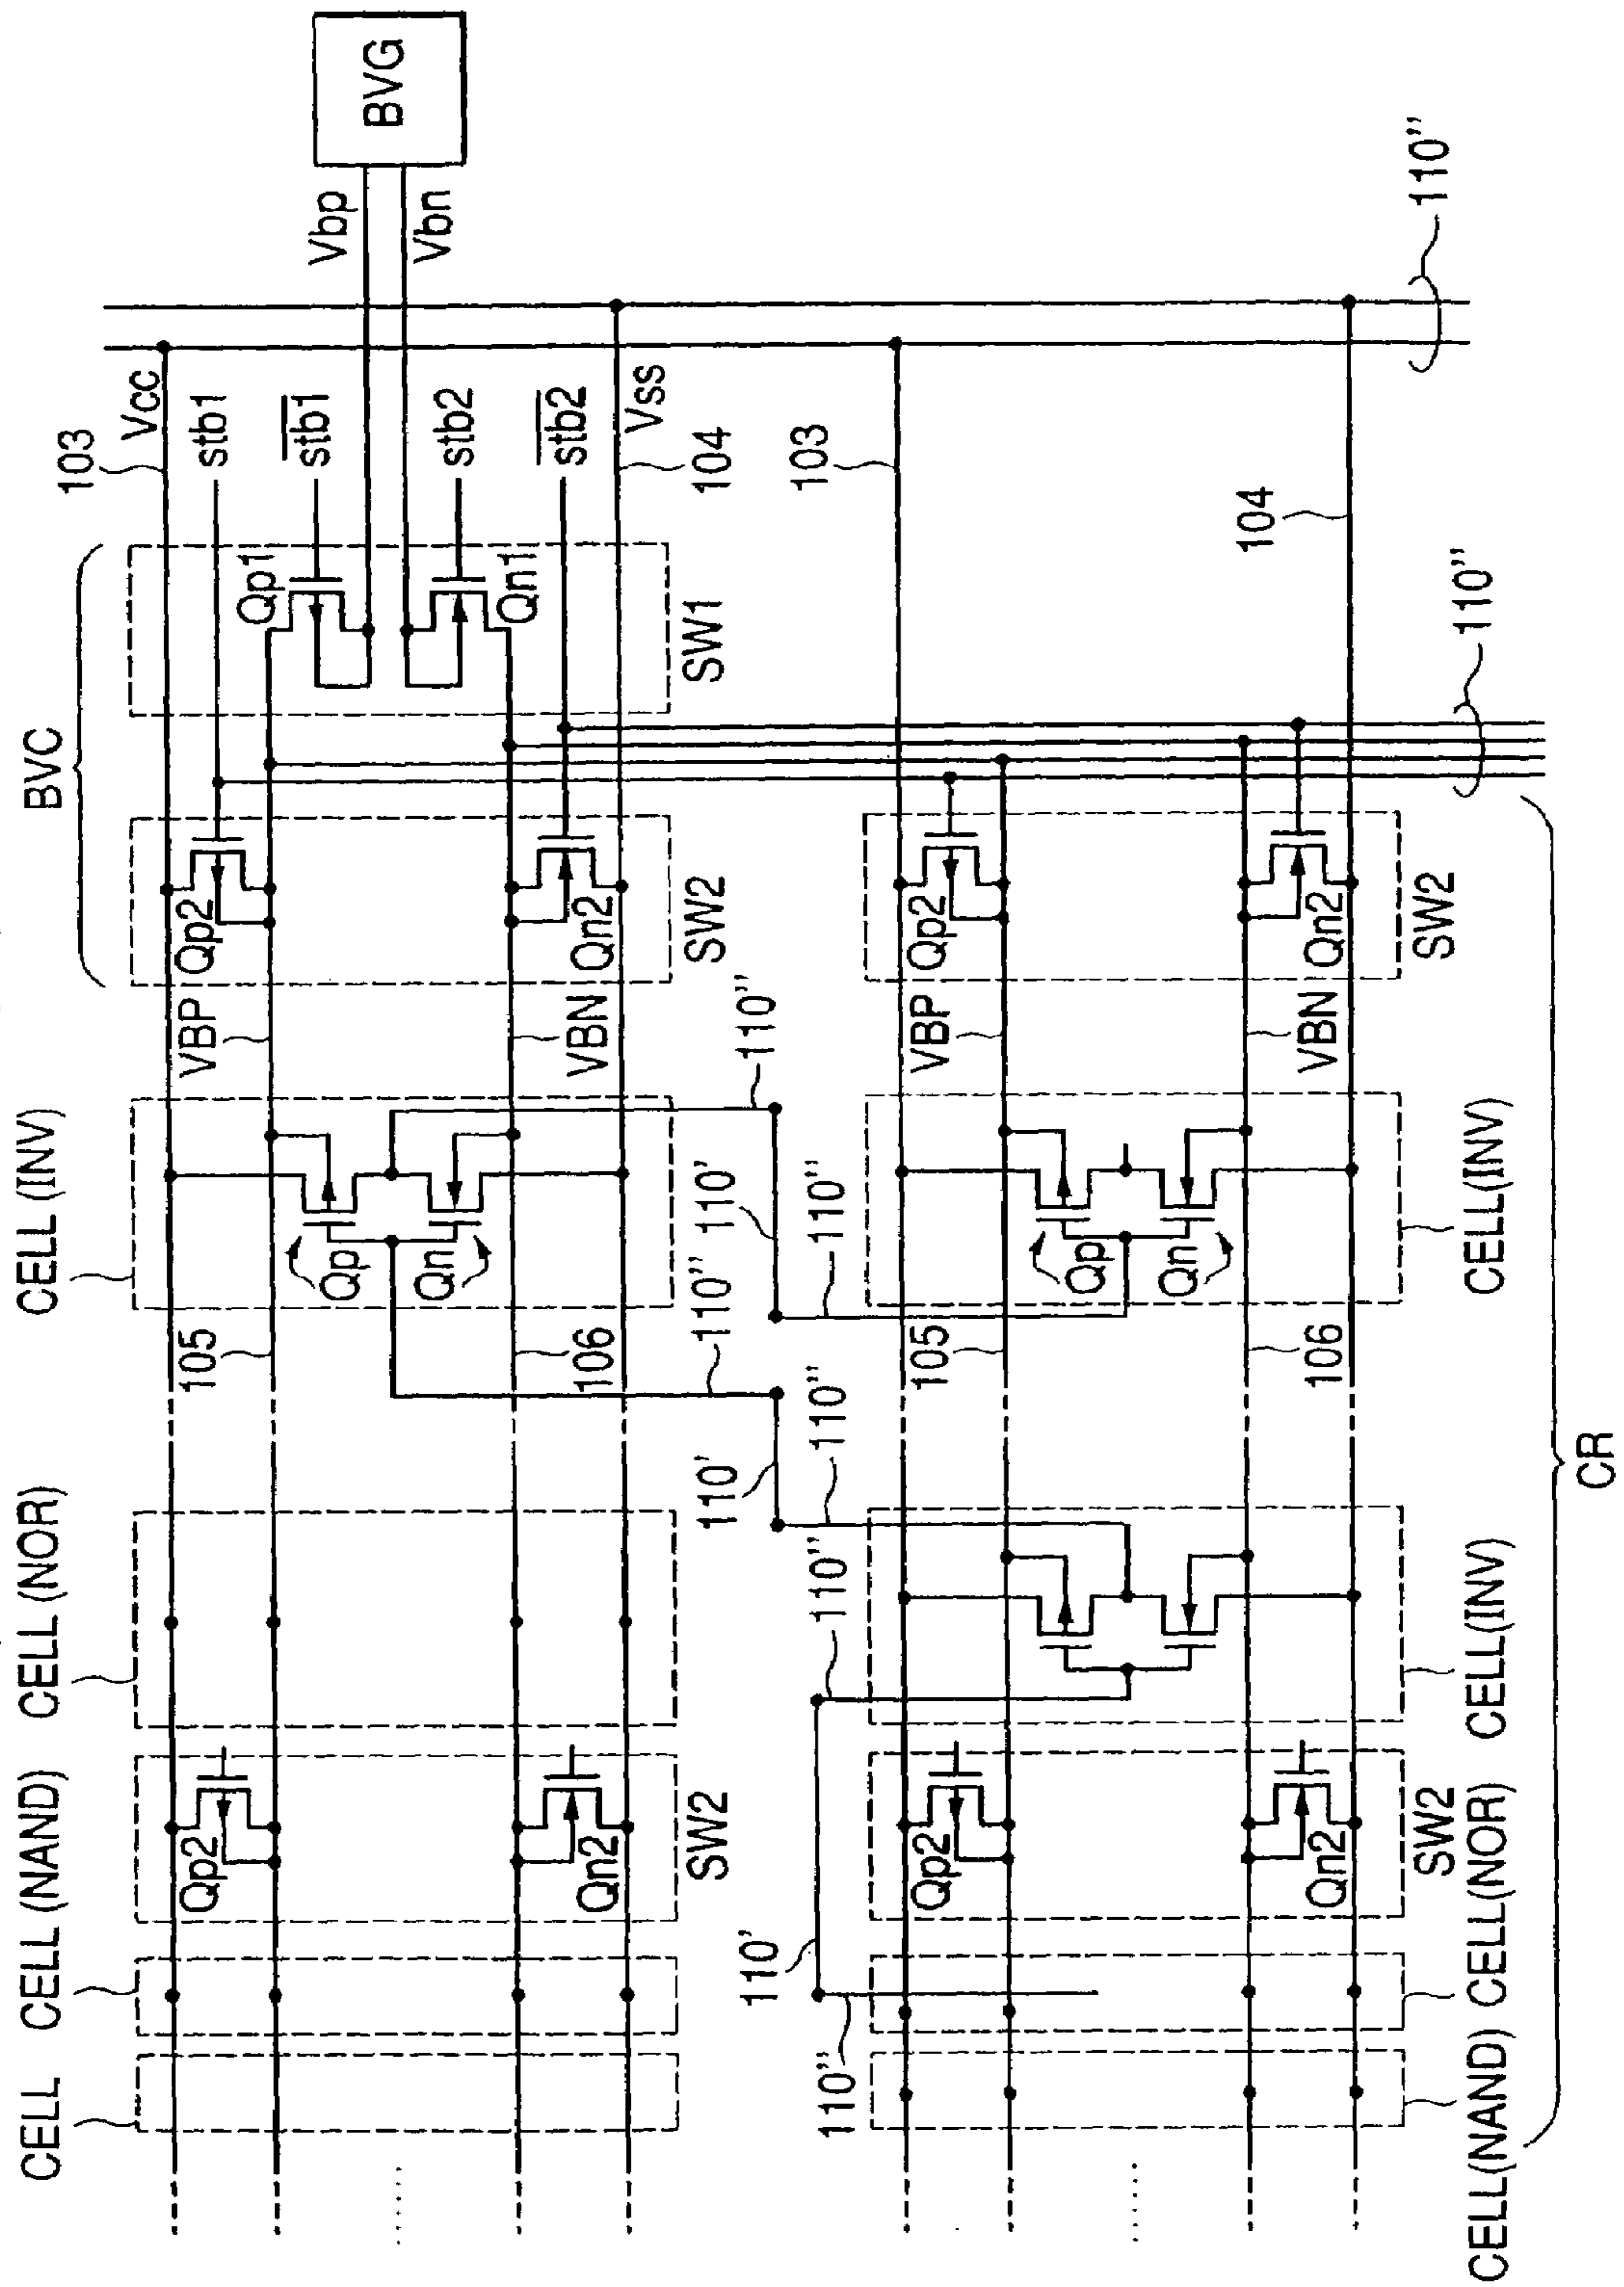 CELL
CELL (NAND)
CELL (NOR)
CELL (INV)
BVC
103
Vcc
stb1
stb1
stb2
stb2
Vss
104
Vbp
Vbn
BVG
Qp2
Qn2
SW2
105
106
Qp
Qn
VBP
VBN
Qp2
Qn2
SW2
Qp1
Qn1
SW1
110'
110"
110"
110'
110"
110'
110"
110"
110"
110"
110"
110"
103
104
Qp2
Qn2
SW2
105
106
Qp
Qn
VBP
VBN
Qp2
Qn2
SW2
CELL(NAND)
CELL(NOR)
CELL(INV)
CELL(INV)
CR